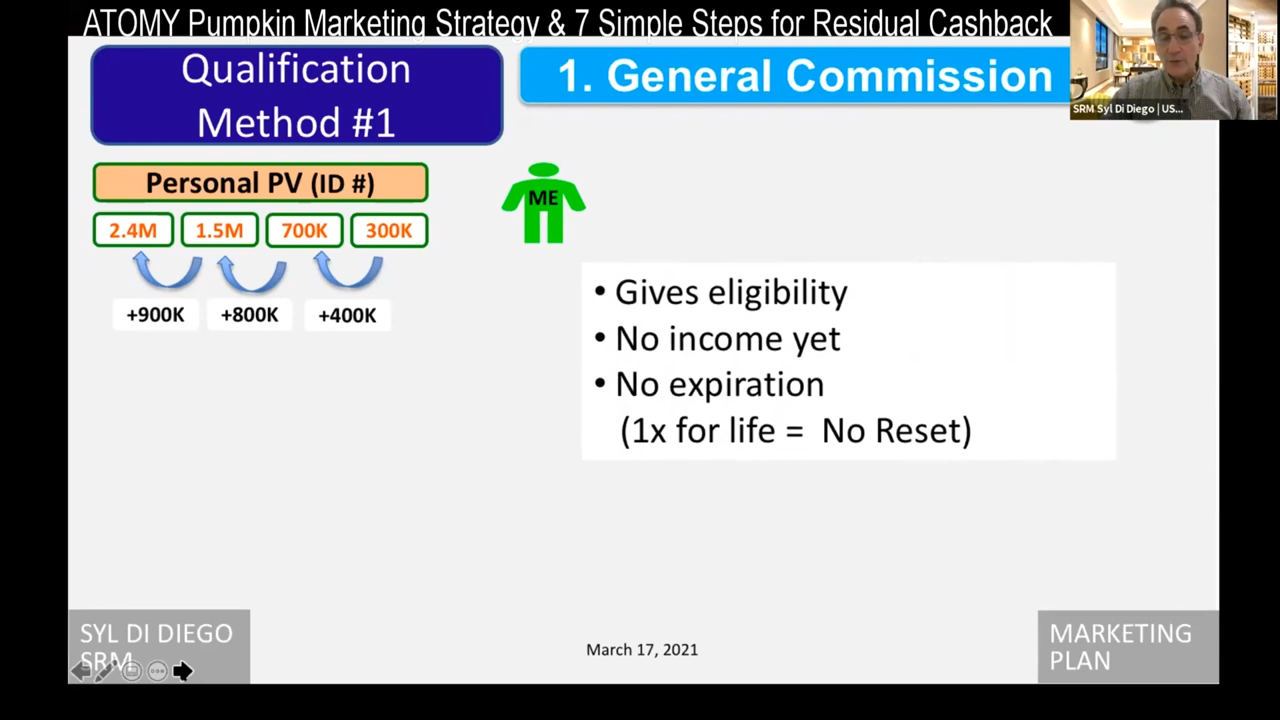 ATOMY Pumpkin Marketing Strategy & 7 Simple Steps for Residual Cashback
Qualification
Method #1
1. General Commission
SRM Syl Di Diego | US...
Personal PV (ID #)
2.4M 1.5M 700K 300K
+900K +800K +400K
ME
• Gives eligibility
• No income yet
• No expiration
(1x for life = No Reset)
SYL DI DIEGO
SRM
March 17, 2021
MARKETING
PLAN